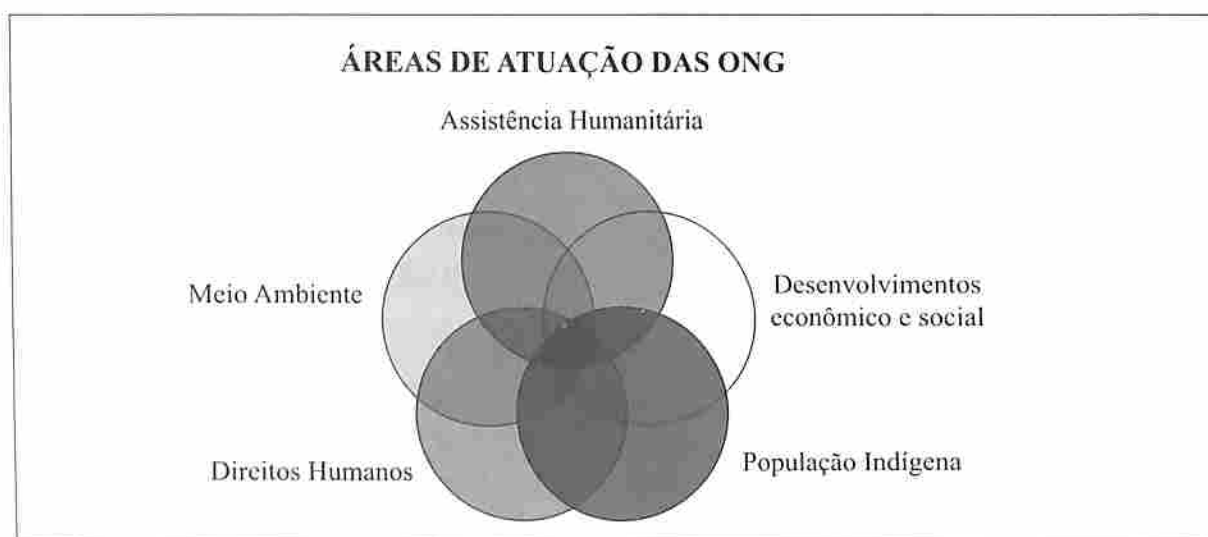 ÁREAS DE ATUAÇÃO DAS ONG
Assistência Humanitária
Meio Ambiente
Desenvolvimentos
econômico e social
Direitos Humanos
População Indígena